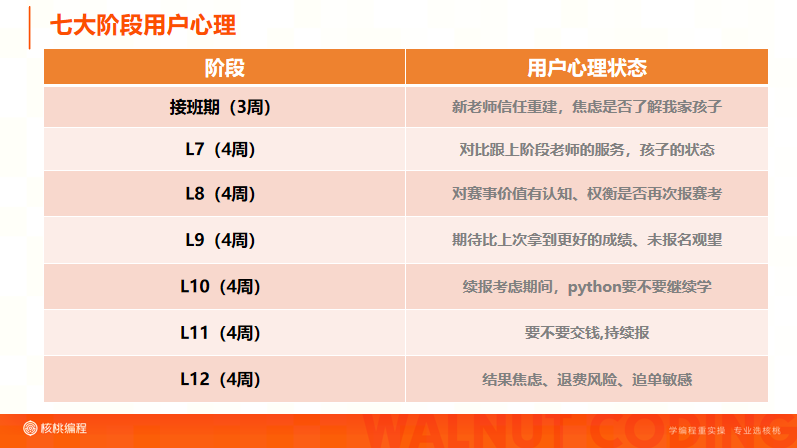 七大阶段用户心理
阶段 用户心理状态
接班期（3周） 新老师信任重建，焦虑是否了解我家孩子
L7（4周） 对比跟上阶段老师的服务，孩子的状态
L8（4周） 对赛事价值有认知、权衡是否再次报赛考
L9（4周） 期待比上次拿到更好的成绩、未报名观望
L10（4周） 续报考虑期间，python要不要继续学
L11（4周） 要不要交钱,持续报
L12（4周） 结果焦虑、退费风险、追单敏感
核桃编程 WALNUT CODING 学编程重实操 专业选核桃